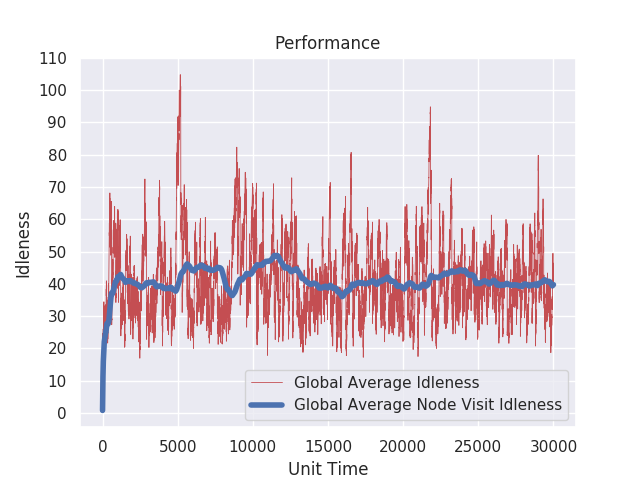 Performance
110
100
90
80
70
60
50
40
30
20
10
0
Idleness
Global Average Idleness
Global Average Node Visit Idleness
0 5000 10000 15000 20000 25000 30000
Unit Time